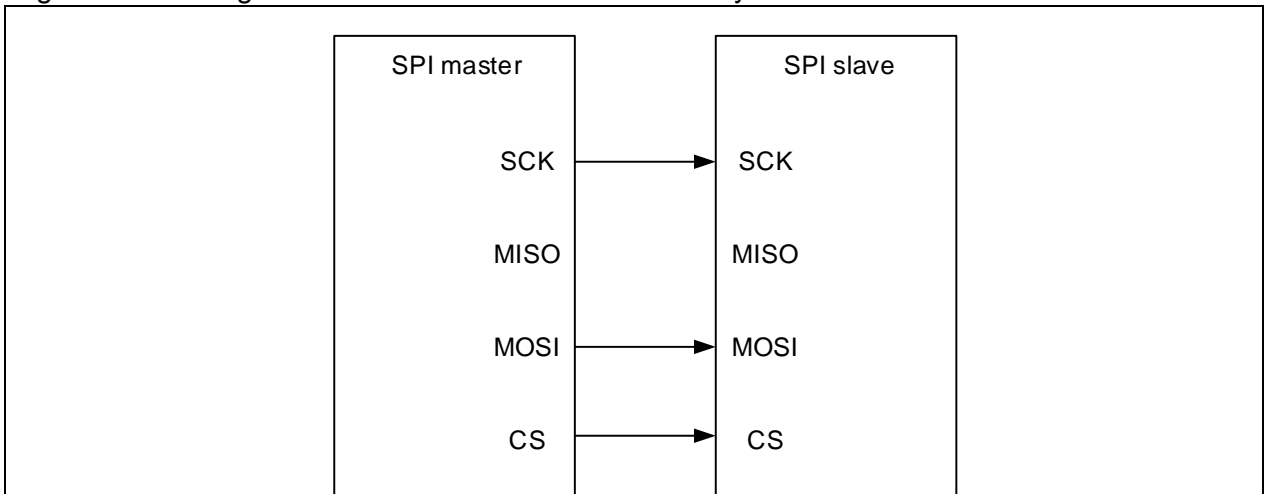 SPI master SPI slave
SCK SCK
MISO MISO
MOSI MOSI
CS CS